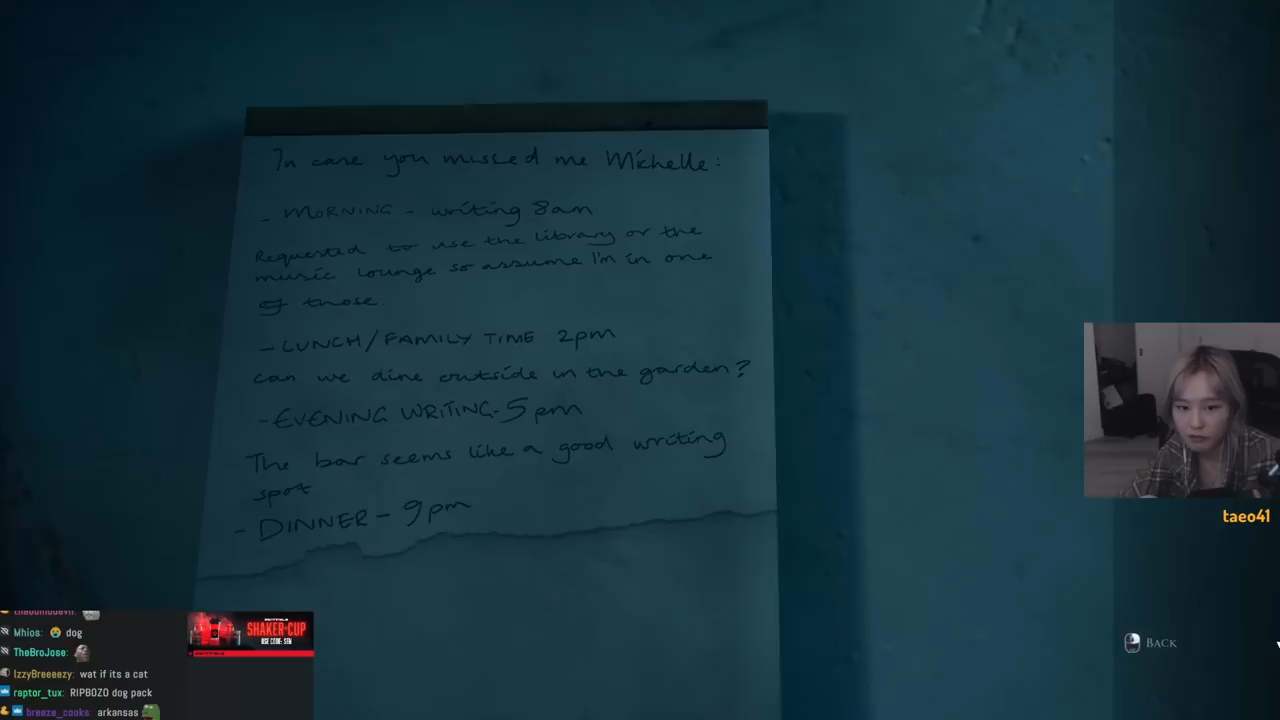 In case you missed me Michelle:
- MORNING - writing 8am
Requested to use the library or the
music lounge so assume I'm in one
of those.
- LUNCH/FAMILY TIME 2pm
can we dine outside in the garden?
- EVENING WRITING - 5pm
The bar seems like a good writing
spot
- DINNER - 9pm
taeo41
BACK
Mhios: dog
TheBroJose:
IzzyBreeeezy: wat if its a cat
raptor_tux: RIPBOZO dog pack
breeze_cooks: arkansas
SHAKER-CUP
USE CODE: SEN